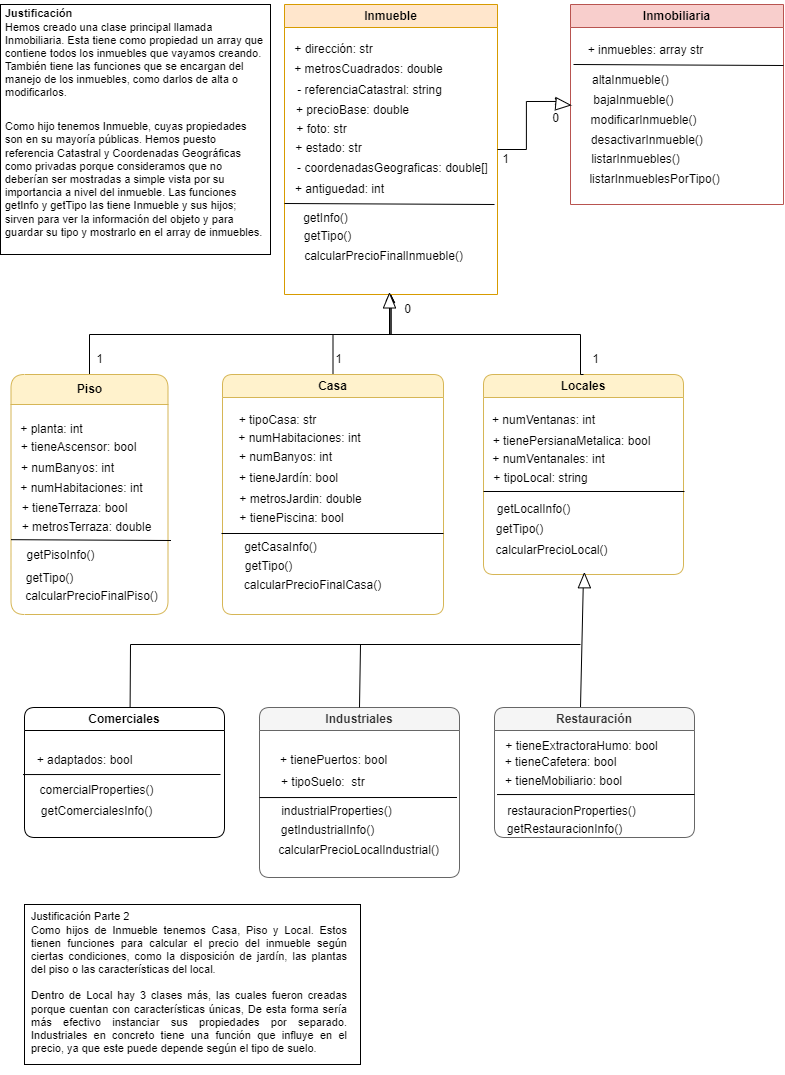 Justificación
Hemos creado una clase principal llamada
Inmobiliaria. Esta tiene como propiedad un array que
contiene todos los inmuebles que vayamos creando.
También tiene las funciones que se encargan del
manejo de los inmuebles, como darlos de alta o
modificarlos.
Como hijo tenemos Inmueble, cuyas propiedades
son en su mayoría públicas. Hemos puesto
referencia Catastral y Coordenadas Geográficas
como privadas porque consideramos que no
deberían ser mostradas a simple vista por su
importancia a nivel del inmueble. Las funciones
getInfo y getTipo las tiene Inmueble y sus hijos;
sirven para ver la información del objeto y para
guardar su tipo y mostrarlo en el array de inmuebles.
Inmueble
+ dirección: str
+ metrosCuadrados: double
- referenciaCatastral: string
+ precioBase: double
+ foto: str
+ estado: str
- coordenadasGeograficas: double[]
+ antiguedad: int
getInfo()
getTipo()
calcularPrecioFinalInmueble()
1
0
Inmobiliaria
+ inmuebles: array str
altaInmueble()
bajaInmueble()
modificarInmueble()
desactivarInmueble()
listarInmuebles()
listarInmueblesPorTipo()
0
1
1
1
Piso
+ planta: int
+ tieneAscensor: bool
+ numBanyos: int
+ numHabitaciones: int
+ tieneTerraza: bool
+ metrosTerraza: double
getPisoInfo()
getTipo()
calcularPrecioFinalPiso()
Casa
+ tipoCasa: str
+ numHabitaciones: int
+ numBanyos: int
+ tieneJardín: bool
+ metrosJardin: double
+ tienePiscina: bool
getCasaInfo()
getTipo()
calcularPrecioFinalCasa()
Locales
+ numVentanas: int
+ tienePersianaMetalica: bool
+ numVentanales: int
+ tipoLocal: string
getLocalInfo()
getTipo()
calcularPrecioLocal()
Comerciales
+ adaptados: bool
comercialProperties()
getComercialesInfo()
Industriales
+ tienePuertos: bool
+ tipoSuelo: str
industrialProperties()
getIndustrialInfo()
calcularPrecioLocalIndustrial()
Restauración
+ tieneExtractoraHumo: bool
+ tieneCafetera: bool
+ tieneMobiliario: bool
restauracionProperties()
getRestauracionInfo()
Justificación Parte 2
Como hijos de Inmueble tenemos Casa, Piso y Local. Estos
tienen funciones para calcular el precio del inmueble según
ciertas condiciones, como la disposición de jardín, las plantas
del piso o las características del local.
Dentro de Local hay 3 clases más, las cuales fueron creadas
porque cuentan con características únicas, De esta forma sería
más efectivo instanciar sus propiedades por separado.
Industriales en concreto tiene una función que influye en el
precio, ya que este puede depende según el tipo de suelo.